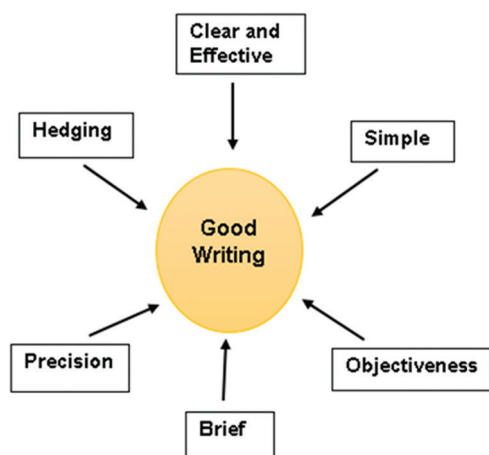 Clear and
Effective
Hedging
Simple
Good
Writing
Precision
Objectiveness
Brief